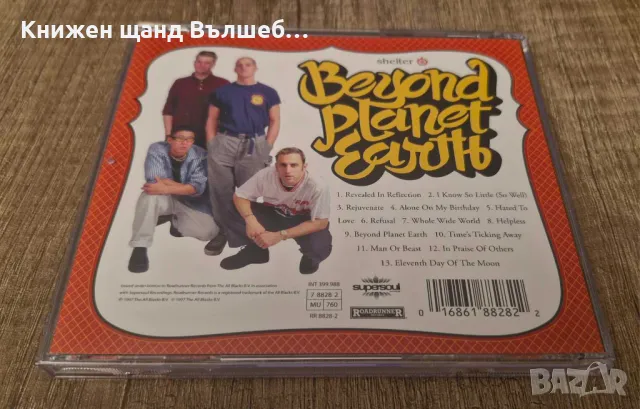 Книжен щанд Вълшеб...
shelter
Beyond
Planet
Earth
1. Revealed In Reflection 2. I Know So Little (So Well)
3. Rejuvenate 4. Alone On My Birthday 5. Hated To
Love 6. Refusal 7. Whole Wide World 8. Helpless
9. Beyond Planet Earth 10. Time's Ticking Away
11. Man Or Beast 12. In Praise Of Others
13. Eleventh Day Of The Moon
7 8828 2
MU 760
RR 8828-2
supersoul
ROADRUNNER
0 16861 88282 2
BAZAR
bazar.bg